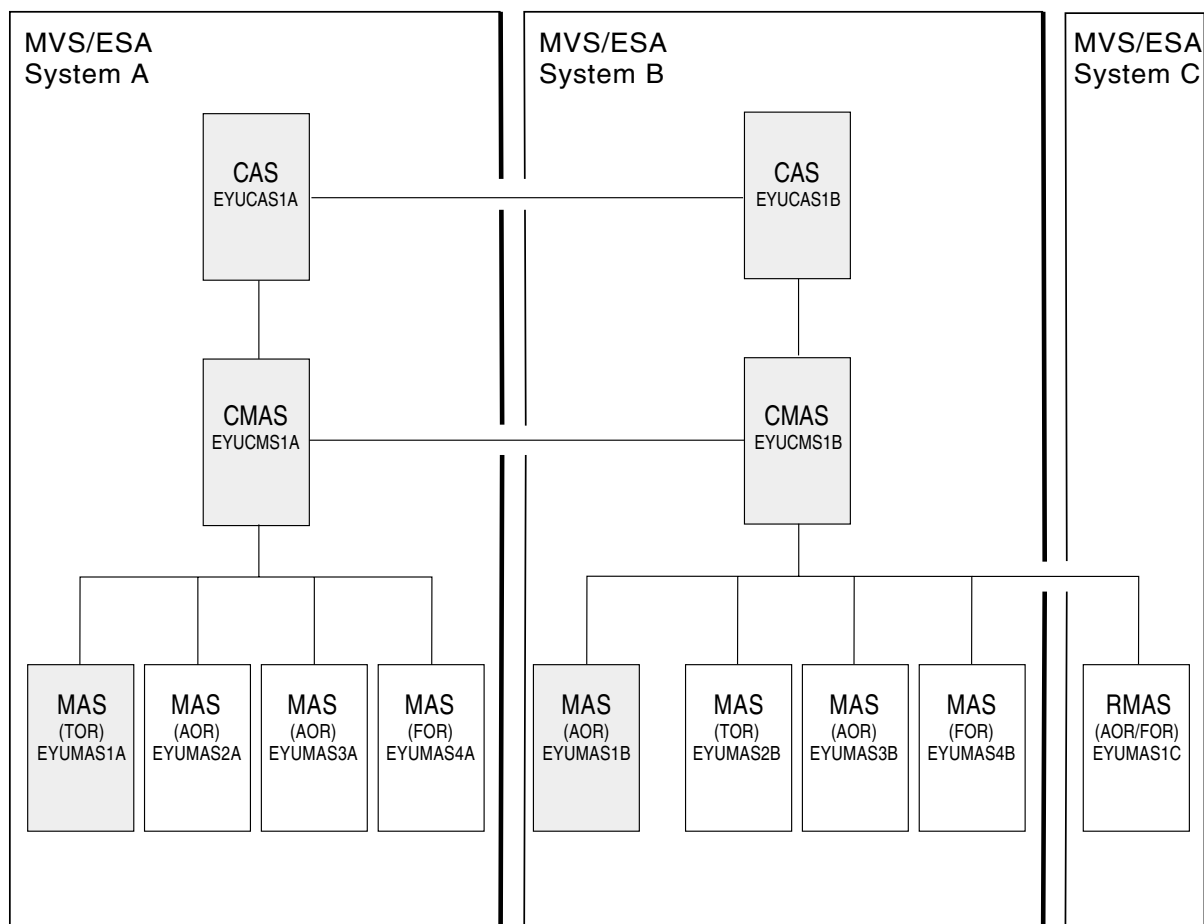 MVS/ESA
System A
MVS/ESA
System B
MVS/ESA
System C
CAS
EYUCAS1A
CAS
EYUCAS1B
CMAS
EYUCMS1A
CMAS
EYUCMS1B
MAS
(TOR)
EYUMAS1A
MAS
(AOR)
EYUMAS2A
MAS
(AOR)
EYUMAS3A
MAS
(FOR)
EYUMAS4A
MAS
(AOR)
EYUMAS1B
MAS
(TOR)
EYUMAS2B
MAS
(AOR)
EYUMAS3B
MAS
(FOR)
EYUMAS4B
RMAS
(AOR/FOR)
EYUMAS1C